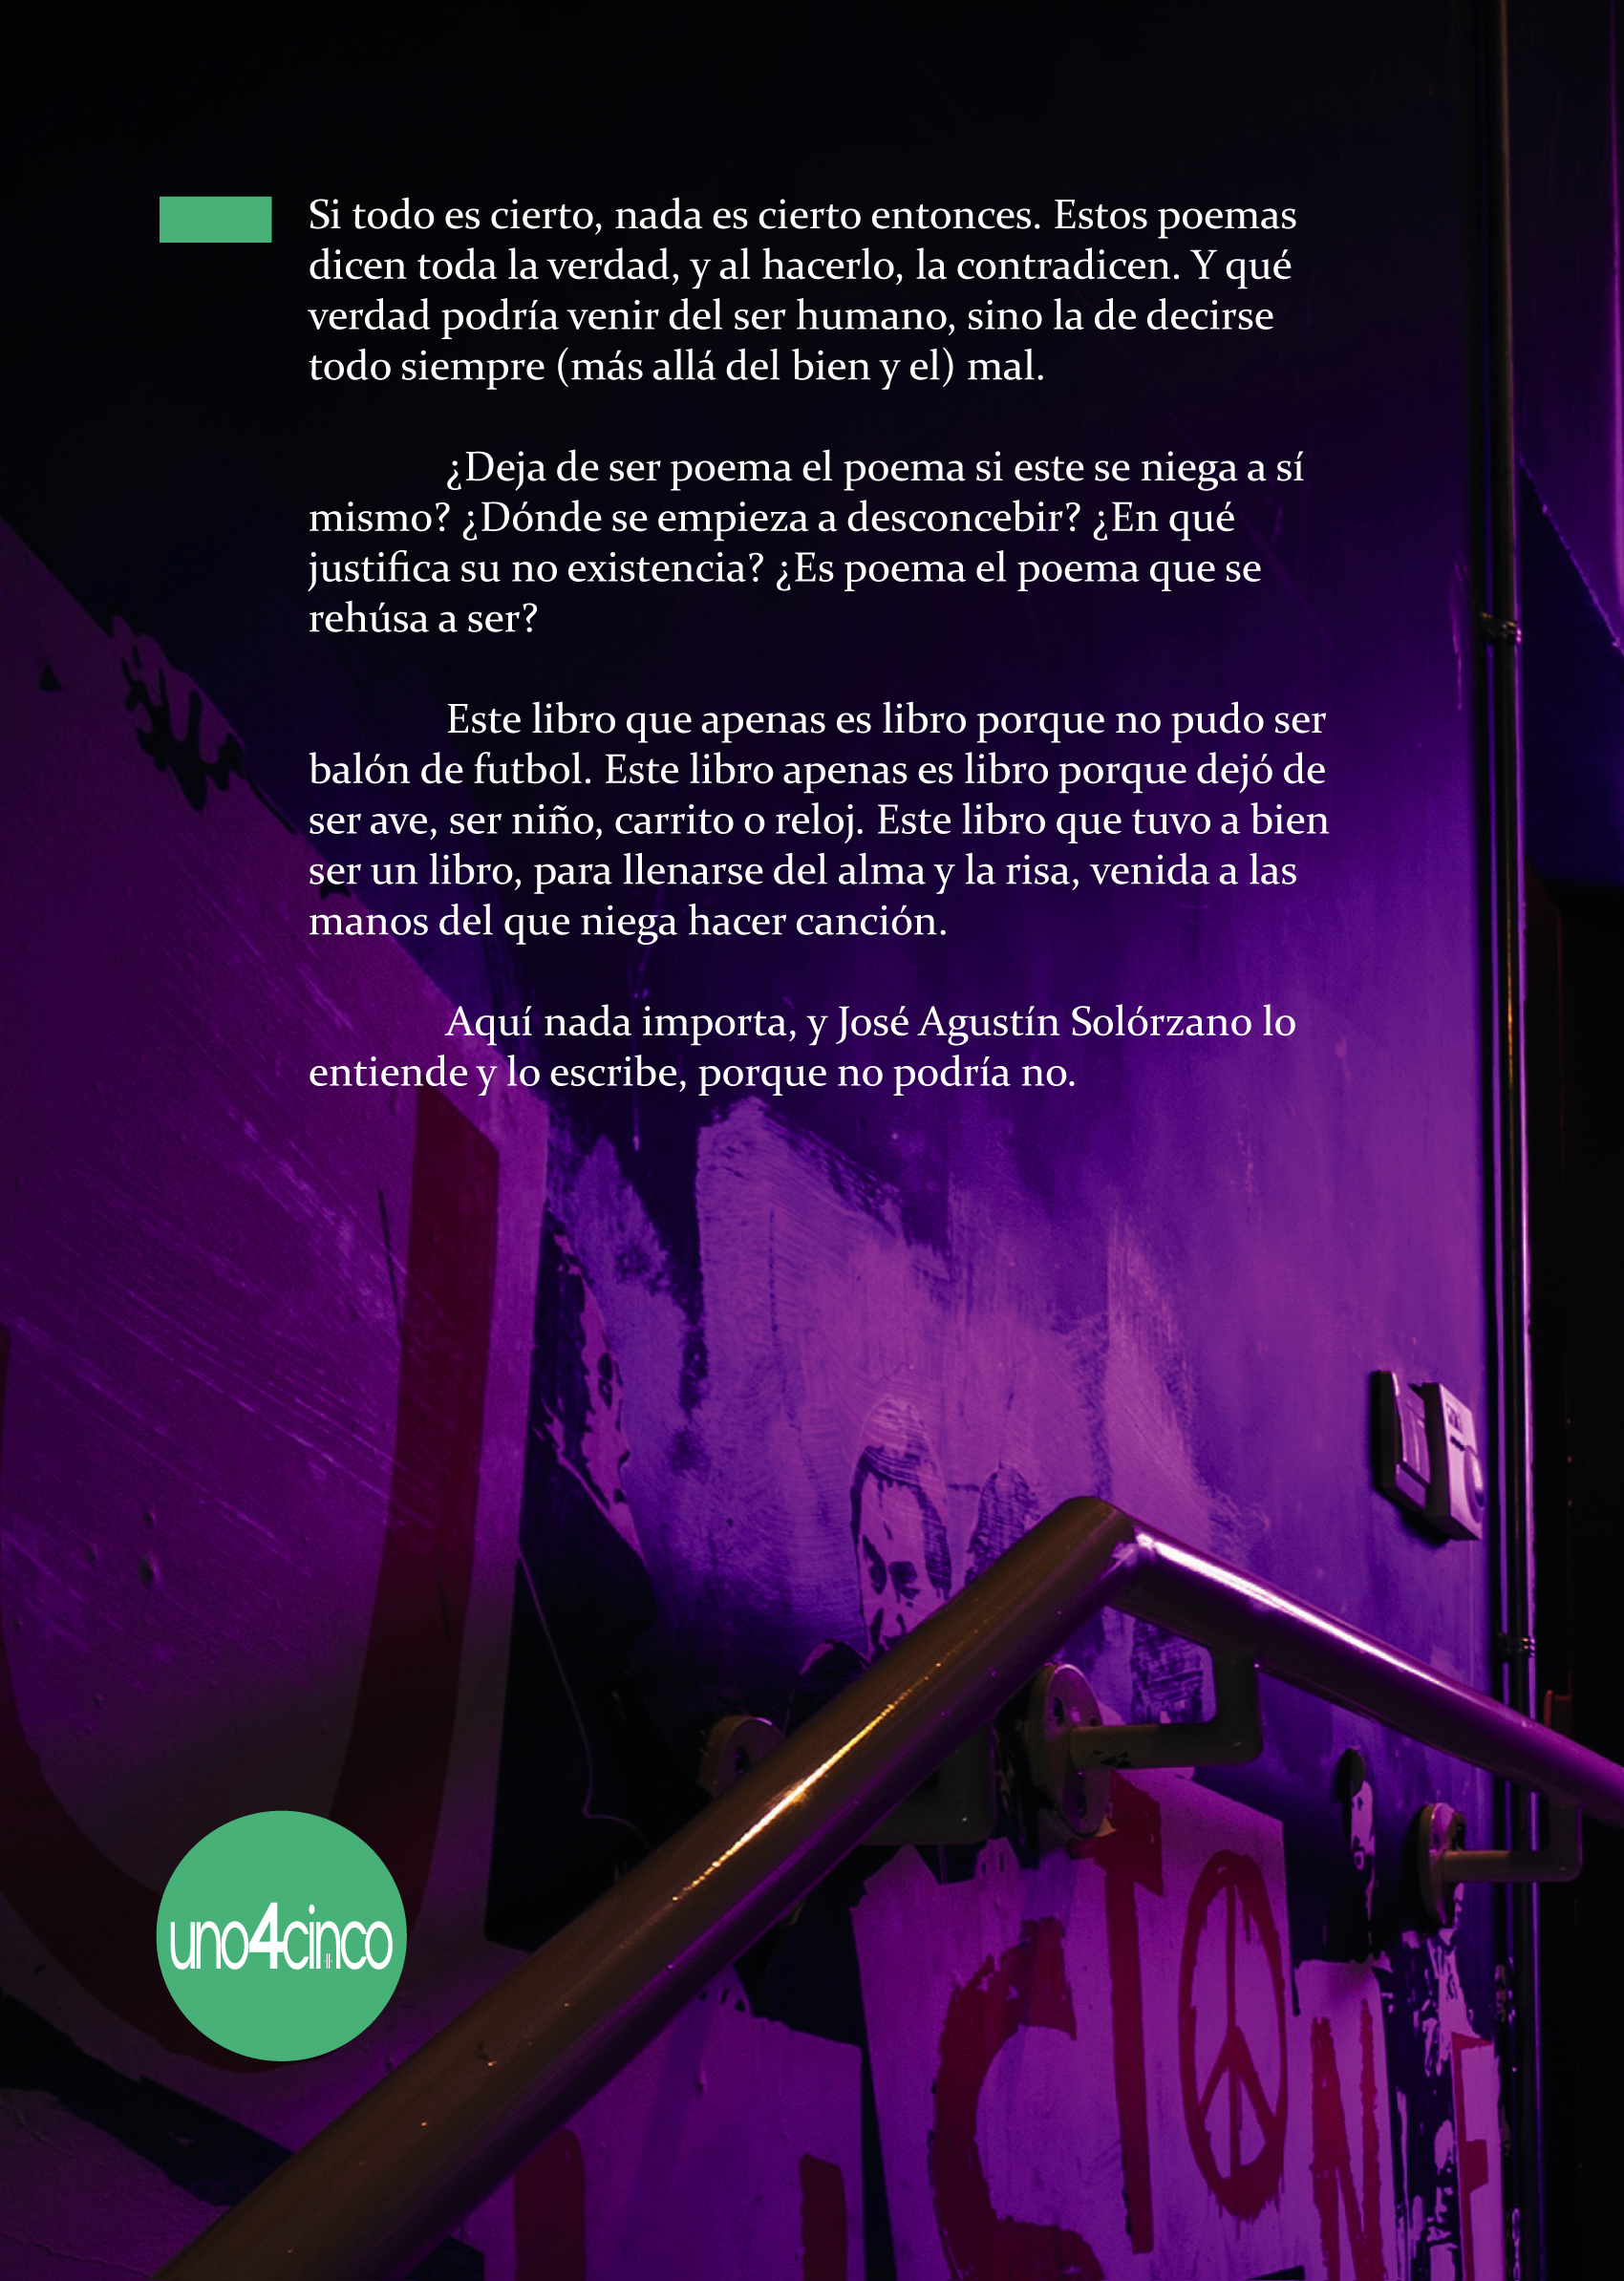 Si todo es cierto, nada es cierto entonces. Estos poemas
dicen toda la verdad, y al hacerlo, la contradicen. Y qué
verdad podría venir del ser humano, sino la de decirse
todo siempre (más allá del bien y el) mal.
¿Deja de ser poema el poema si este se niega a sí
mismo? ¿Dónde se empieza a desconcebir? ¿En qué
justifica su no existencia? ¿Es poema el poema que se
rehúsa a ser?
Este libro que apenas es libro porque no pudo ser
balón de futbol. Este libro apenas es libro porque dejó de
ser ave, ser niño, carrito o reloj. Este libro que tuvo a bien
ser un libro, para llenarse del alma y la risa, venida a las
manos del que niega hacer canción.
Aquí nada importa, y José Agustín Solórzano lo
entiende y lo escribe, porque no podría no.
uno4cinco